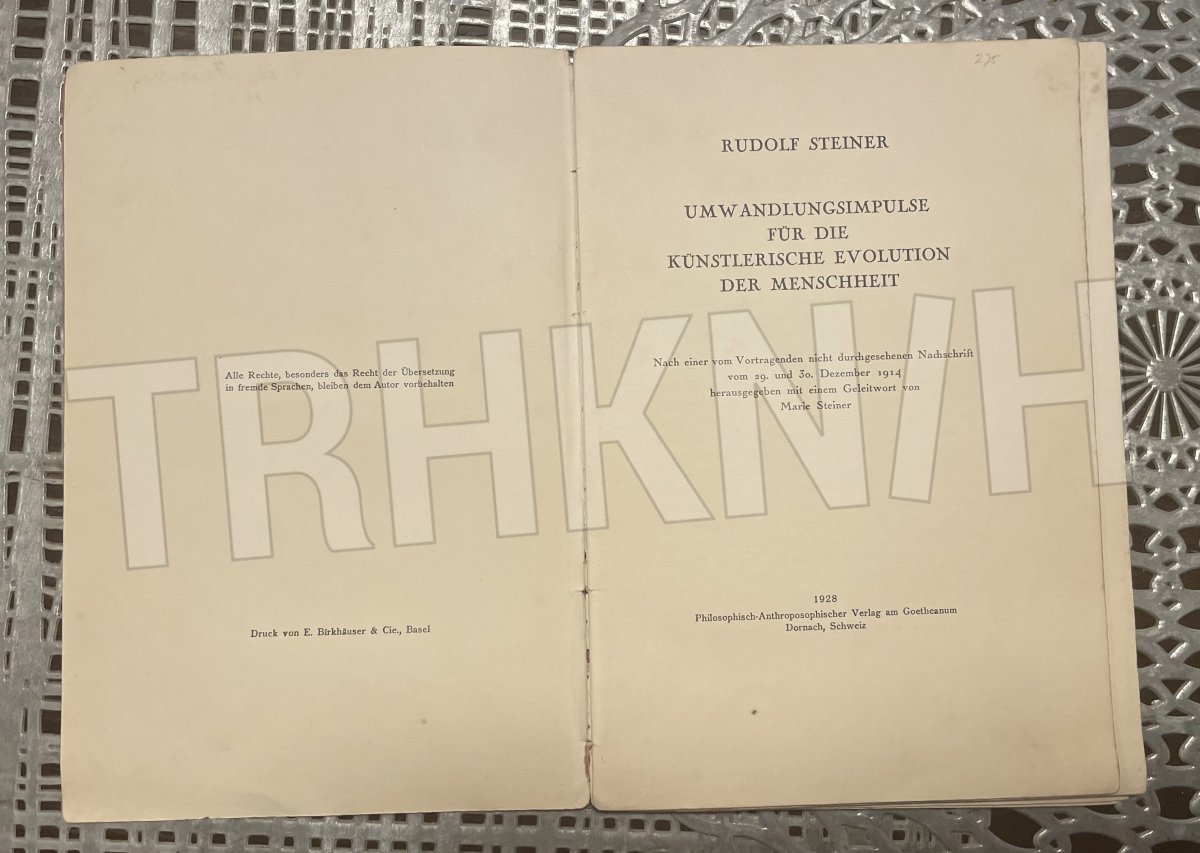 Alle Rechte, besonders das Recht der Übersetzung
in fremde Sprachen, bleiben dem Autor vorbehalten
Druck von E. Birkhäuser & Cie., Basel
RUDOLF STEINER
UMWANDLUNGSIMPULSE
FÜR DIE
KÜNSTLERISCHE EVOLUTION
DER MENSCHHEIT
Nach einer vom Vortragenden nicht durchgesehenen Nachschrift
vom 29. und 30. Dezember 1914
herausgegeben mit einem Geleitwort von
Marie Steiner
1928
Philosophisch-Anthroposophischer Verlag am Goetheanum
Dornach, Schweiz
TRHKN/H